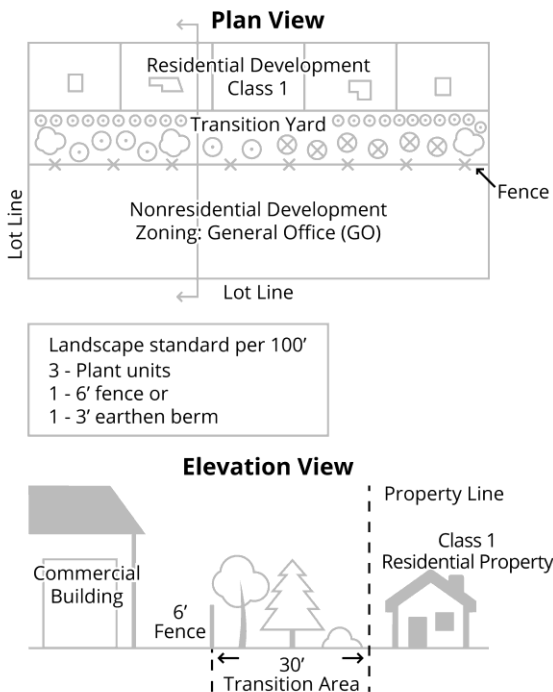 Plan View
Residential Development
Class 1
Transition Yard
Fence
Nonresidential Development
Zoning: General Office (GO)
Lot Line
Lot Line
Landscape standard per 100’
3 - Plant units
1 - 6’ fence or
1 - 3’ earthen berm
Elevation View
Property Line
Class 1
Residential Property
Commercial
Building
6’
Fence
30’
Transition Area